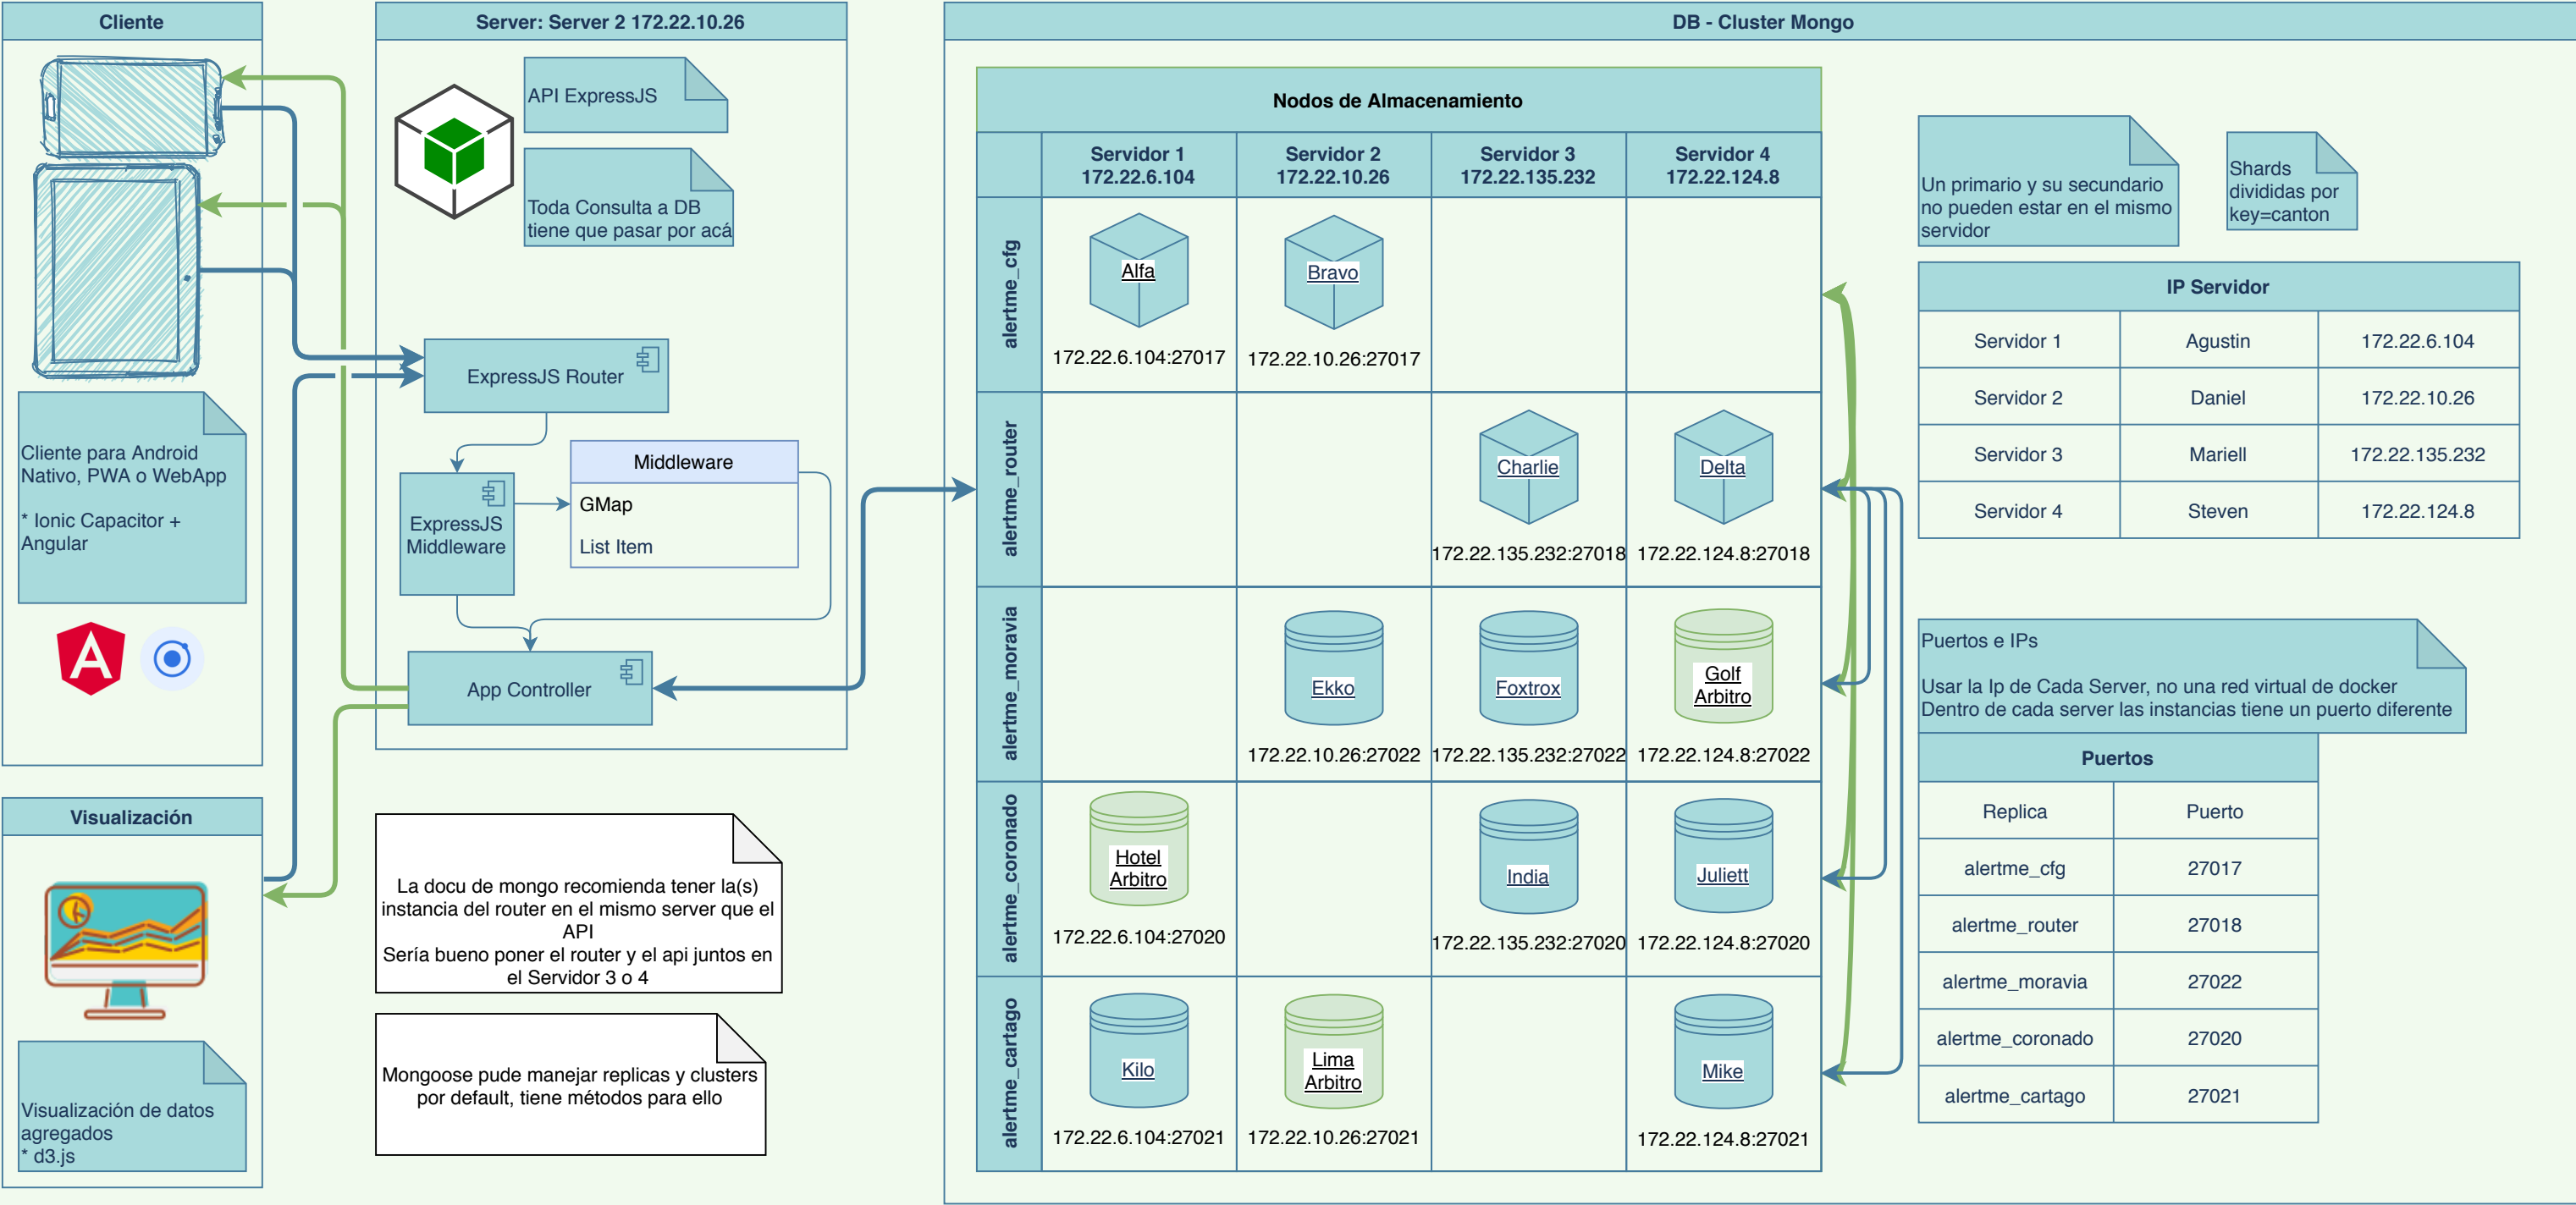 Cliente
Cliente para Android
Nativo, PWA o WebApp
* Ionic Capacitor +
Angular
Visualización
Visualización de datos
agregados
* d3.js
Server: Server 2 172.22.10.26
API ExpressJS
Toda Consulta a DB
tiene que pasar por acá
ExpressJS Router
ExpressJS
Middleware
Middleware
GMap
List Item
App Controller
La docu de mongo recomienda tener la(s)
instancia del router en el mismo server que el
API
Sería bueno poner el router y el api juntos en
el Servidor 3 o 4
Mongoose pude manejar replicas y clusters
por default, tiene métodos para ello
DB - Cluster Mongo
Nodos de Almacenamiento
Servidor 1
172.22.6.104
Servidor 2
172.22.10.26
Servidor 3
172.22.135.232
Servidor 4
172.22.124.8
alertme_cfg
Alfa
172.22.6.104:27017
Bravo
172.22.10.26:27017
alertme_router
Charlie
172.22.135.232:27018
Delta
172.22.124.8:27018
alertme_moravia
Ekko
172.22.10.26:27022
Foxtrox
172.22.135.232:27022
Golf
Arbitro
172.22.124.8:27022
alertme_coronado
Hotel
Arbitro
172.22.6.104:27020
India
172.22.135.232:27020
Juliett
172.22.124.8:27020
alertme_cartago
Kilo
172.22.6.104:27021
Lima
Arbitro
172.22.10.26:27021
Mike
172.22.124.8:27021
Un primario y su secundario
no pueden estar en el mismo
servidor
Shards
divididas por
key=canton
IP Servidor
Servidor 1 Agustin 172.22.6.104
Servidor 2 Daniel 172.22.10.26
Servidor 3 Mariell 172.22.135.232
Servidor 4 Steven 172.22.124.8
Puertos e IPs
Usar la Ip de Cada Server, no una red virtual de docker
Dentro de cada server las instancias tiene un puerto diferente
Puertos
Replica Puerto
alertme_cfg 27017
alertme_router 27018
alertme_moravia 27022
alertme_coronado 27020
alertme_cartago 27021